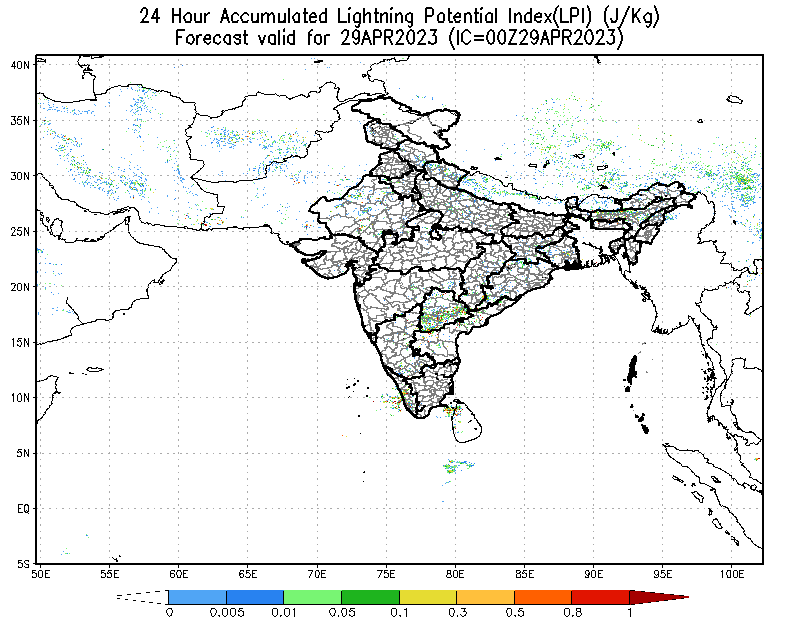 24 Hour Accumulated Lightning Potential Index(LPI) (J/Kg)
Forecast valid for 29APR2023 (IC=00Z29APR2023)
40N
35N
30N
25N
20N
15N
10N
5N
EQ
5S
50E 55E 60E 65E 70E 75E 80E 85E 90E 95E 100E
0 0.005 0.01 0.05 0.1 0.3 0.5 0.8 1